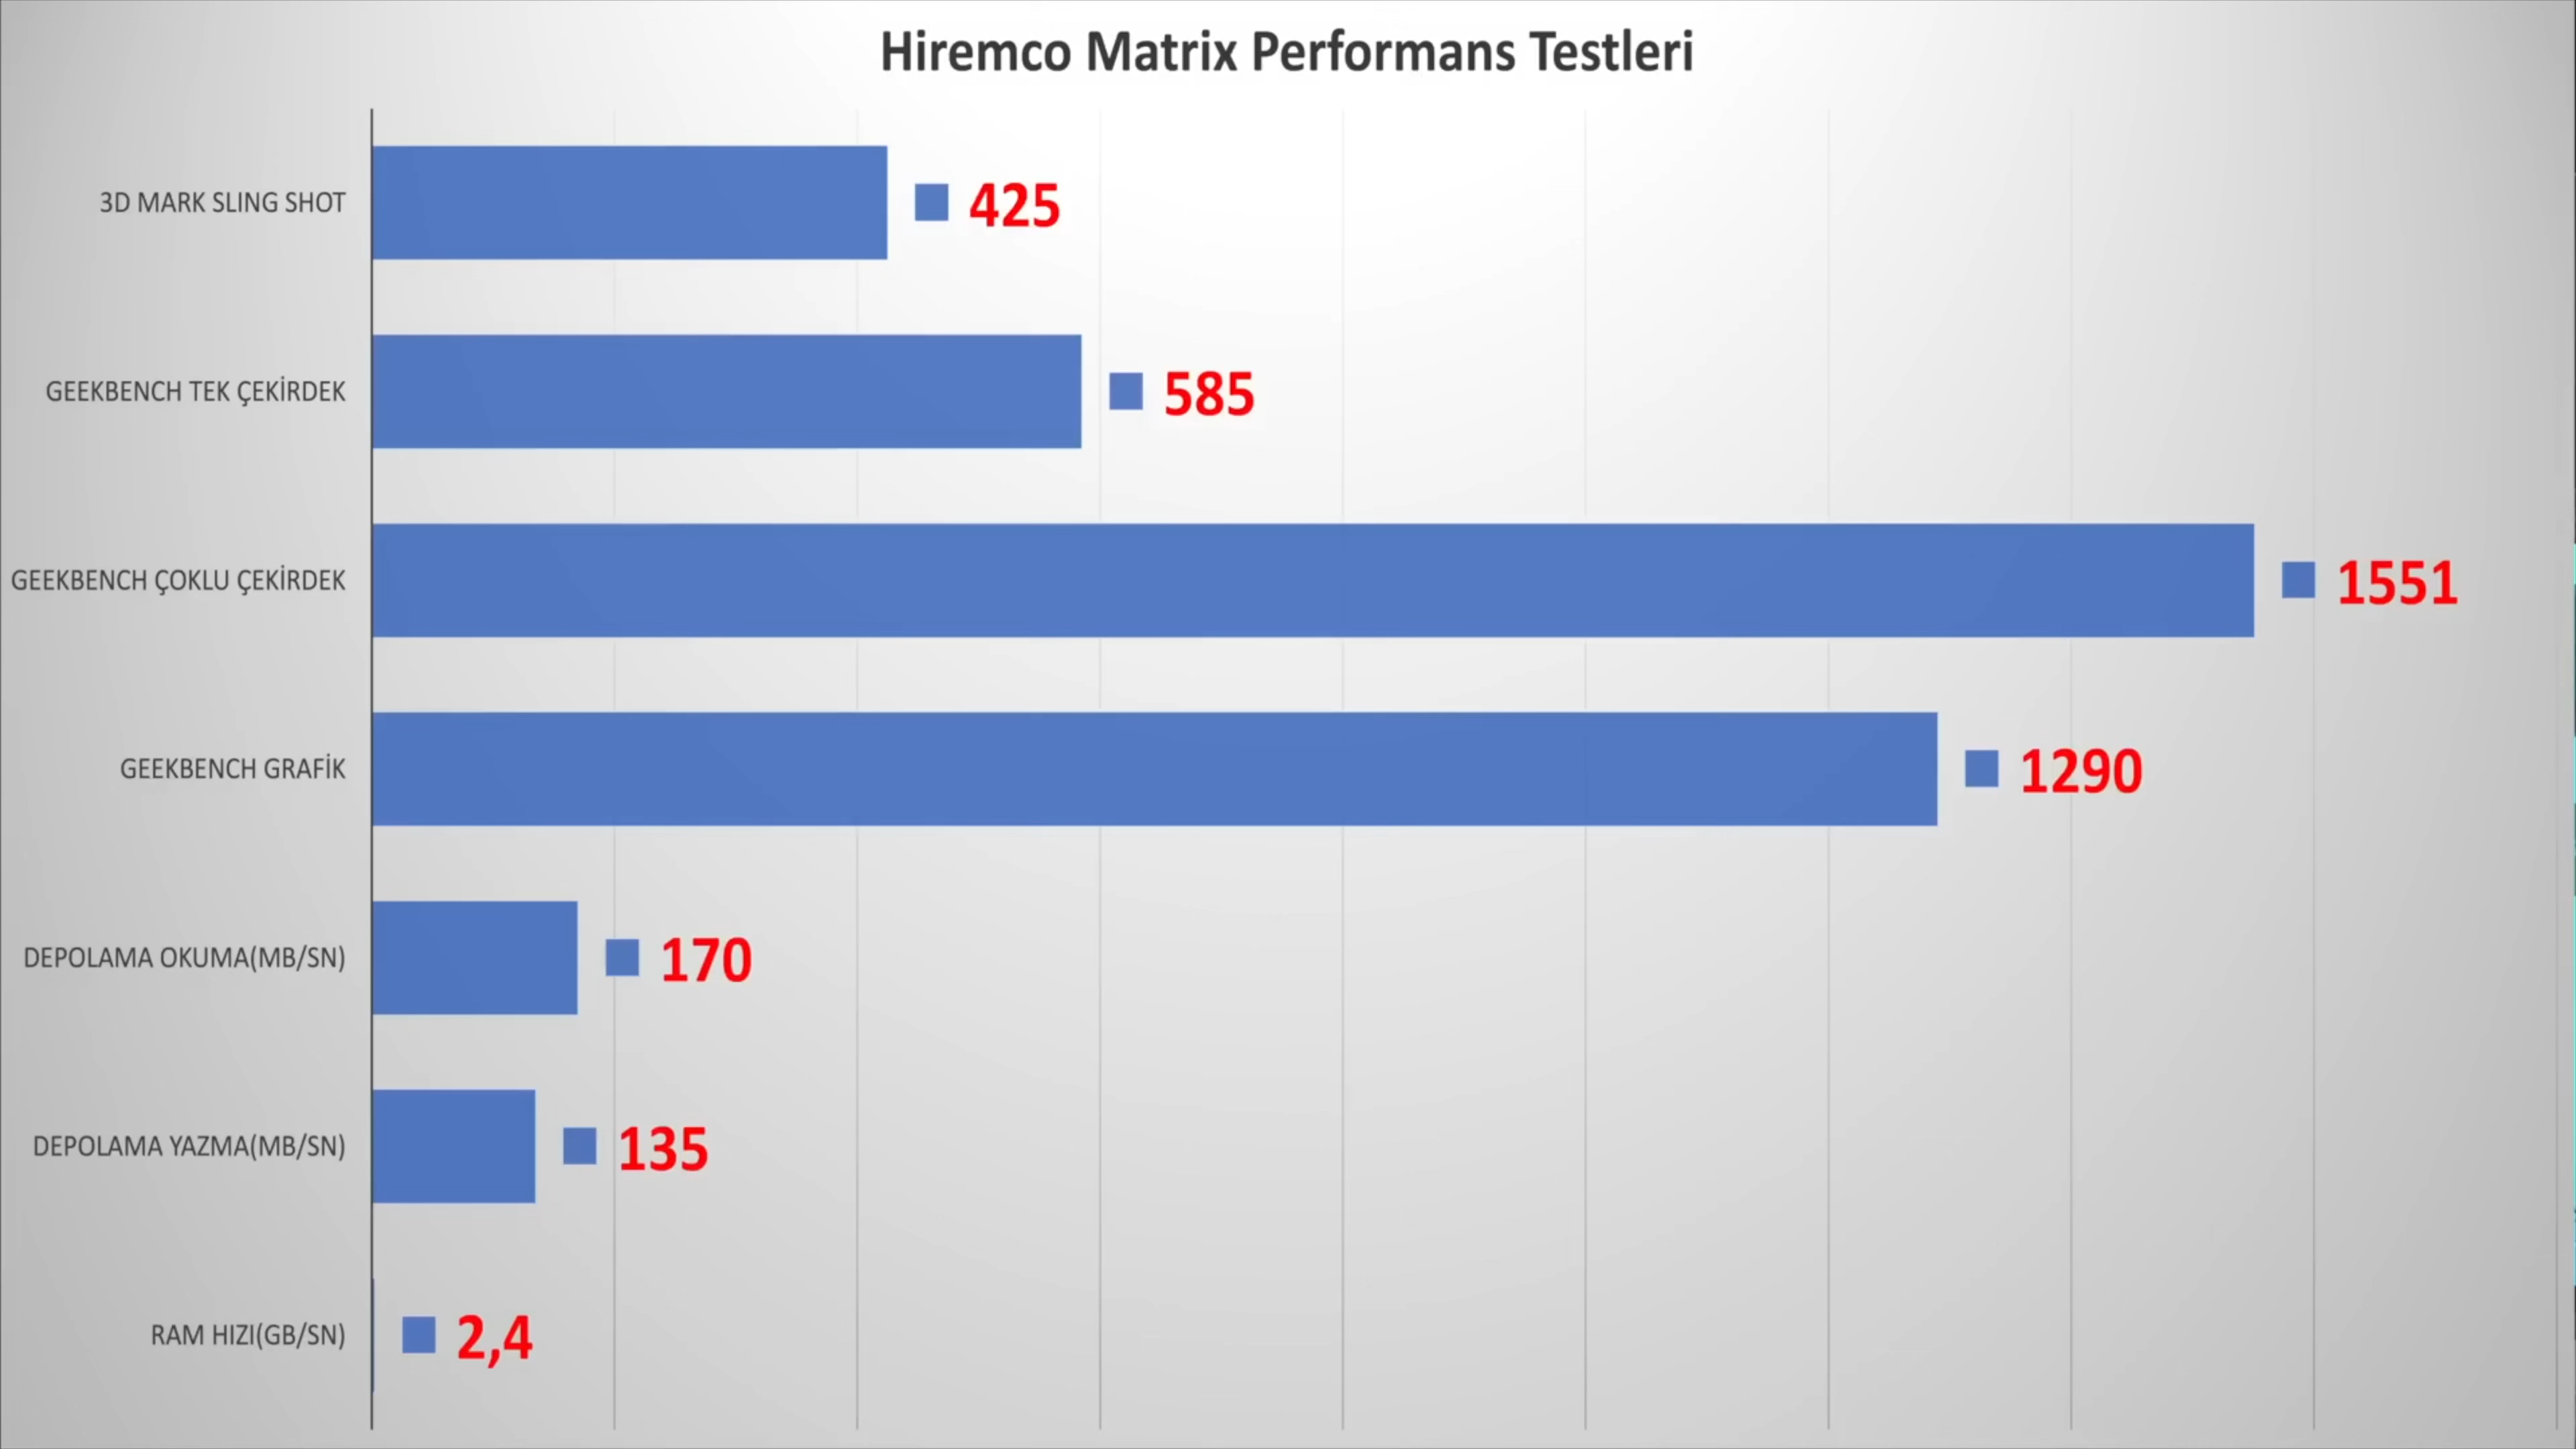 Hiremco Matrix Performans Testleri
3D MARK SLING SHOT
425
GEEKBENCH TEK ÇEKİRDEK
585
GEEKBENCH ÇOKLU ÇEKİRDEK
1551
GEEKBENCH GRAFİK
1290
DEPOLAMA OKUMA(MB/SN)
170
DEPOLAMA YAZMA(MB/SN)
135
RAM HIZI(GB/SN)
2,4